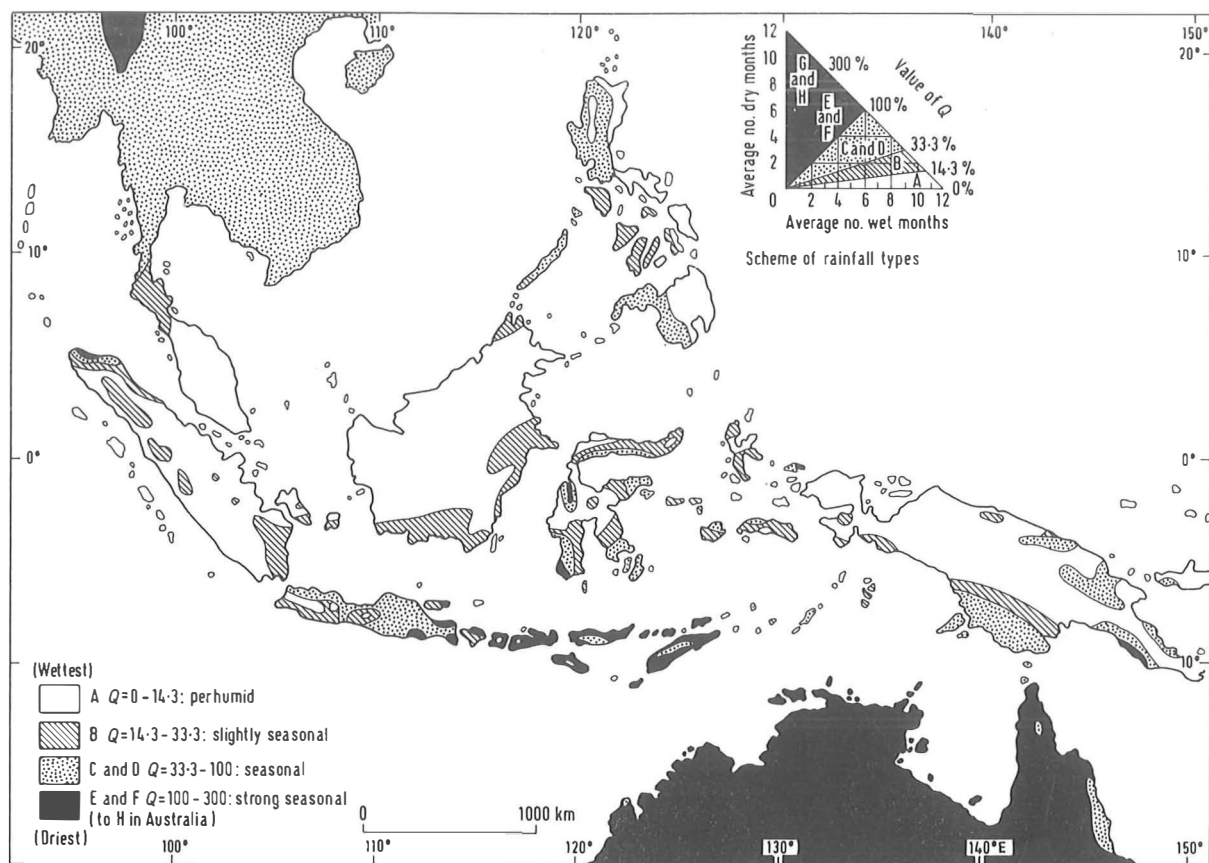 100°
110°
120°
140°
150°
20°
20°
12
10
8
6
4
2
0
Average no. dry months
G
and
H
E
and
F
C and D
B
A
300 %
100 %
33·3 %
14·3 %
0%
Value of Q
2 4 6 8 10 12
Average no. wet months
Scheme of rainfall types
10°
10°
0°
0°
10°
(Wettest)
A Q=0–14·3: perhumid
B Q=14·3–33·3: slightly seasonal
C and D Q=33·3–100: seasonal
E and F Q=100–300: strong seasonal
(to H in Australia)
(Driest)
0 1000 km
100°
110°
120°
130°
140°E
150°